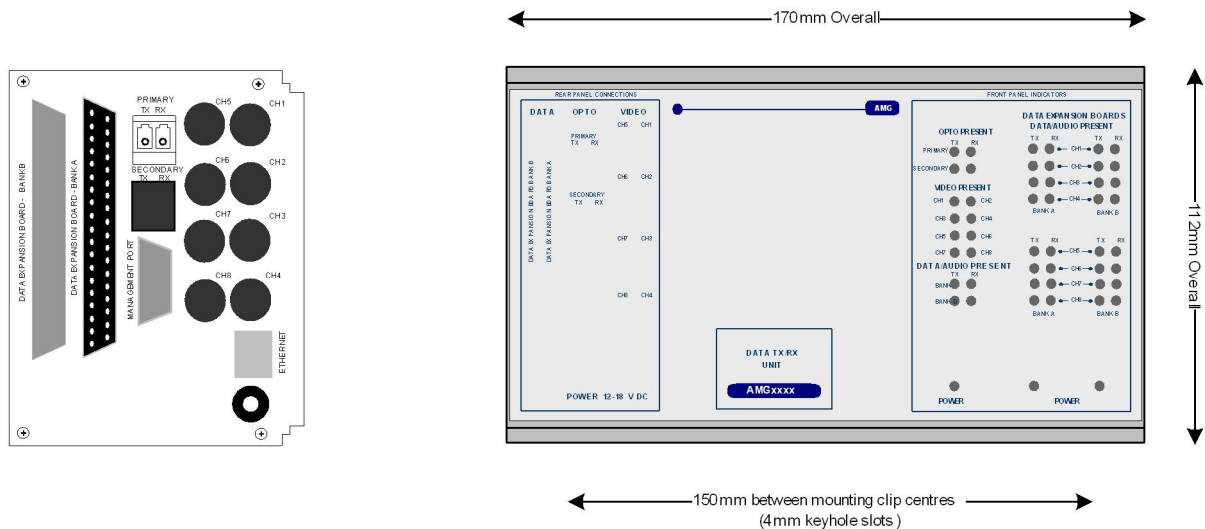 170mm Overall
DATA EXPANSION BOARD - BANK B
DATA EXPANSION BOARD - BANK A
PRIMARY
TX RX
SECONDARY
TX RX
MANAGEMENT PORT
CH5 CH1
CH6 CH2
CH7 CH3
CH8 CH4
ETHERNET
REAR PANEL CONNECTIONS
DATA OPTO VIDEO
CH5 CH1
PRIMARY
TX RX
DATA EXPANSION BOARD BANK B
DATA EXPANSION BOARD BANK A
CH6 CH2
SECONDARY
TX RX
CH7 CH3
CH8 CH4
POWER 12-18 V DC
AMG
DATA TX/RX
UNIT
AMGxxxx
FRONT PANEL INDICATORS
OPTO PRESENT
TX RX
PRIMARY
SECONDARY
VIDEO PRESENT
CH1 CH2
CH3 CH4
CH5 CH6
CH7 CH8
DATA/AUDIO PRESENT
TX RX
BANK
BANK B
POWER
DATA EXPANSION BOARDS
DATA/AUDIO PRESENT
TX RX TX RX
CH1
CH2
CH3
CH4
BANK A BANK B
TX RX TX RX
CH5
CH6
CH7
CH8
BANK A BANK B
POWER
112mm Overall
150mm between mounting clip centres
(4mm keyhole slots)